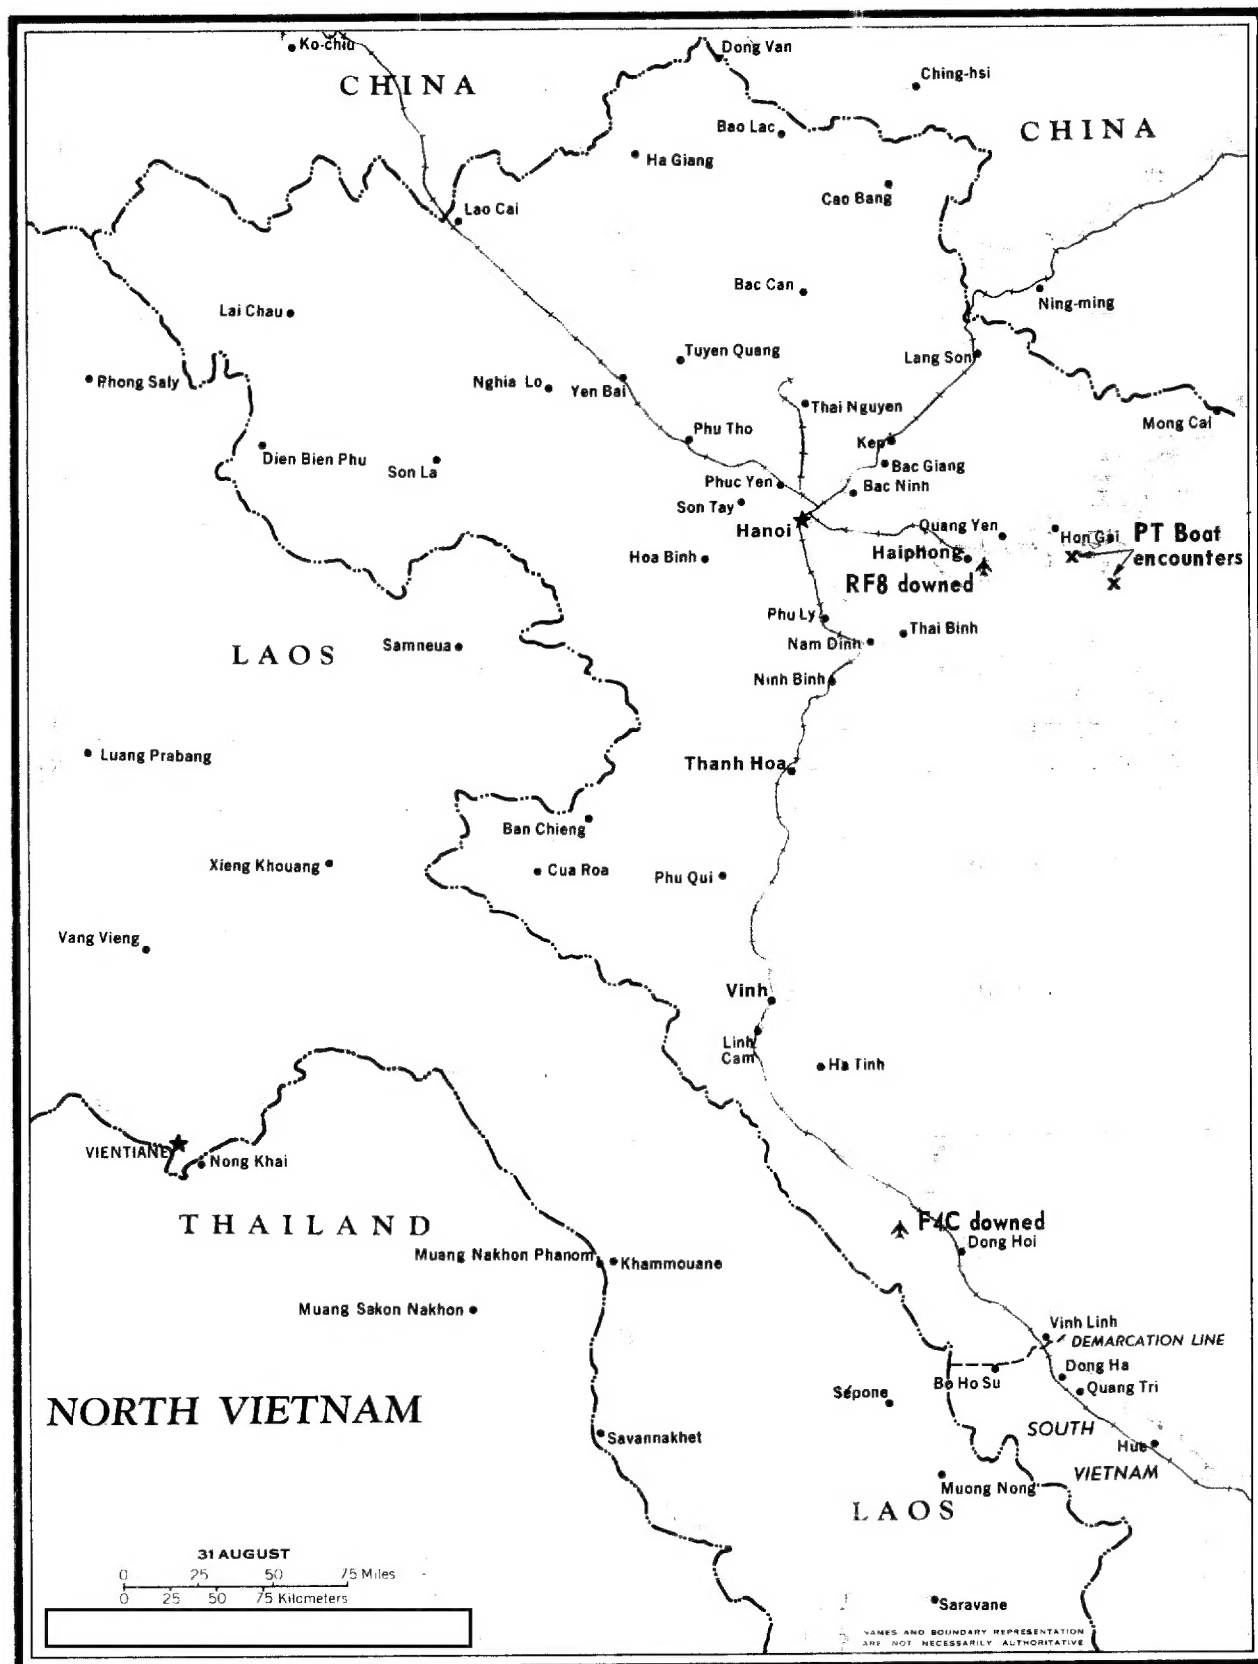 Ko-chiu
CHINA
Dong Van
Ching-hsi
CHINA
Bao Lac
Ha Giang
Cao Bang
Lao Cai
Bac Can
Ning-ming
Lai Chau
Tuyen Quang
Lang Son
Phong Saly
Nghia Lo
Yen Bai
Thai Nguyen
Mong Cai
Phu Tho
Kep
Dien Bien Phu
Son La
Bac Giang
Phuc Yen
Bac Ninh
Son Tay
Hanoi
Quang Yen
Hon Gai
PT Boat
encounters
Hoa Binh
Haiphong
RF8 downed
Phu Ly
Thai Binh
Nam Dinh
LAOS
Samneua
Ninh Binh
Luang Prabang
Thanh Hoa
Ban Chieng
Xieng Khouang
Cua Roa
Phu Qui
Vang Vieng
Vinh
Linh
Cam
Ha Tinh
VIENTIANE
Nong Khai
THAILAND
F4C downed
Dong Hoi
Muang Nakhon Phanom
Khammouane
Muang Sakon Nakhon
Vinh Linh
DEMARCATION LINE
Dong Ha
Bo Ho Su
Quang Tri
Sépone
NORTH VIETNAM
SOUTH
VIETNAM
Savannakhet
Hue
Muong Nong
LAOS
31 AUGUST
0 25 50 75 Miles
0 25 50 75 Kilometers
Saravane
NAMES AND BOUNDARY REPRESENTATION
ARE NOT NECESSARILY AUTHORITATIVE